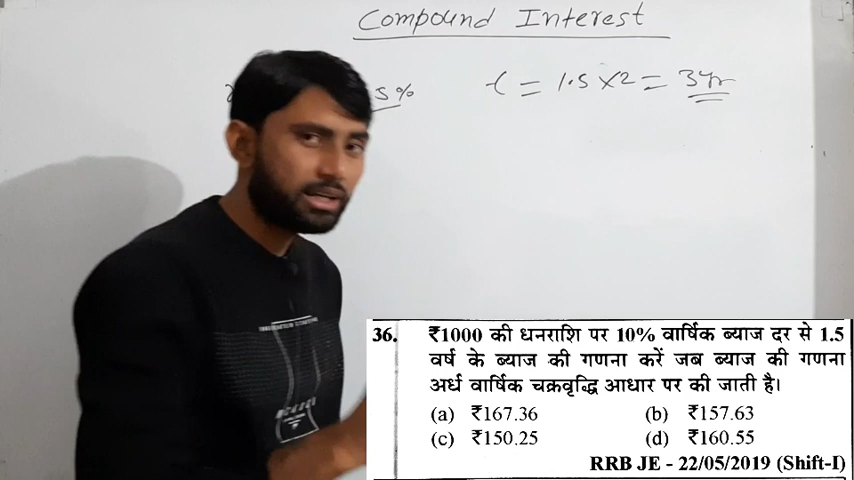 Compound Interest
5%
t = 1.5 × 2 = 3yr
36. ₹1000 की धनराशि पर 10% वार्षिक ब्याज दर से 1.5
वर्ष के ब्याज की गणना करें जब ब्याज की गणना
अर्ध वार्षिक चक्रवृद्धि आधार पर की जाती है।
(a) ₹167.36 (b) ₹157.63
(c) ₹150.25 (d) ₹160.55
RRB JE - 22/05/2019 (Shift-I)